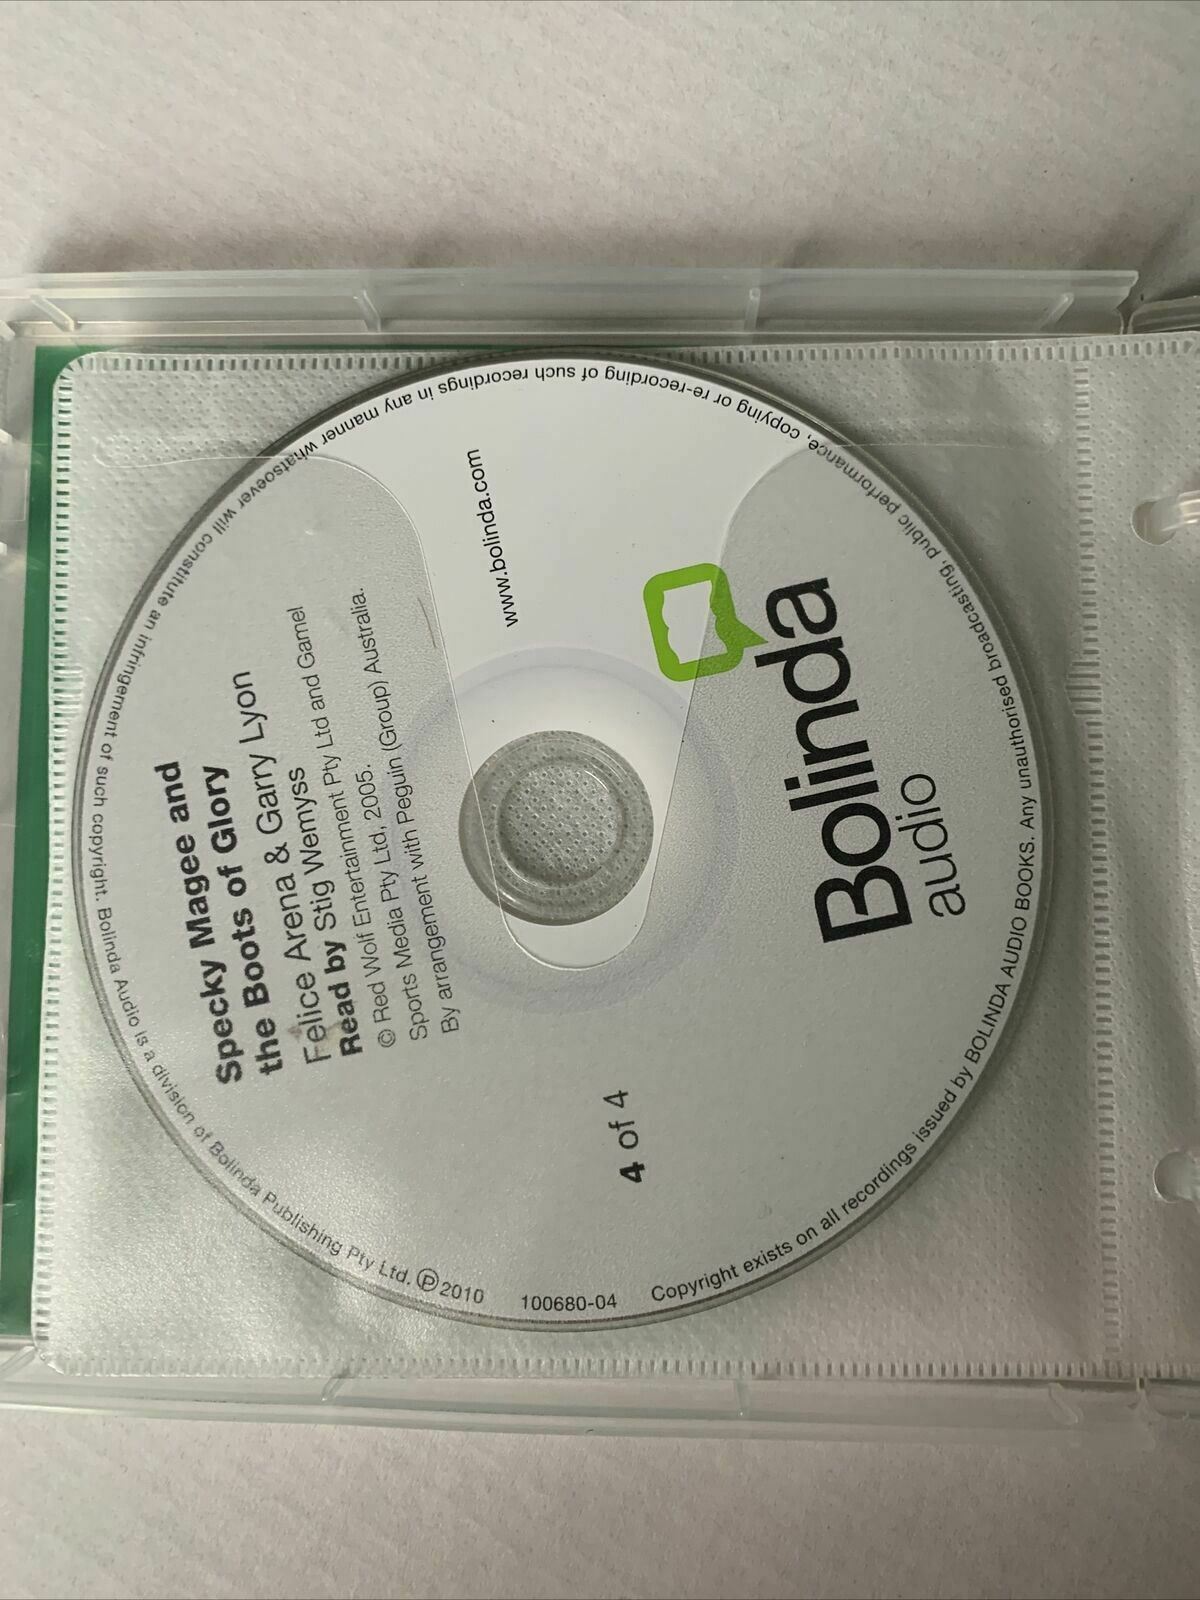 Specky Magee and
the Boots of Glory
Felice Arena & Garry Lyon
Read by Stig Wemyss
© Red Wolf Entertainment Pty Ltd and Gamel
Sports Media Pty Ltd, 2005.
By arrangement with Peguin (Group) Australia.
www.bolinda.com
4 of 4
Bolinda
audio
Copyright exists on all recordings issued by BOLINDA AUDIO BOOKS. Any unauthorised broadcasting, public performance, copying or re-recording of such recordings in any manner whatsoever will constitute an infringement of such copyright. Bolinda Audio is a division of Bolinda Publishing Pty Ltd. ℗ 2010
100680-04